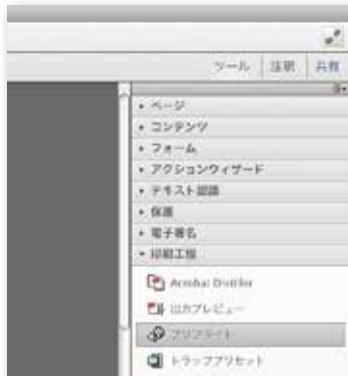 ツール 注釈 共有
ページ
コンテンツ
フォーム
アクションウィザード
テキスト認識
保護
電子署名
印刷工程
Acrobat Distiller
出力プレビュー
プリフライト
トラッププリセット